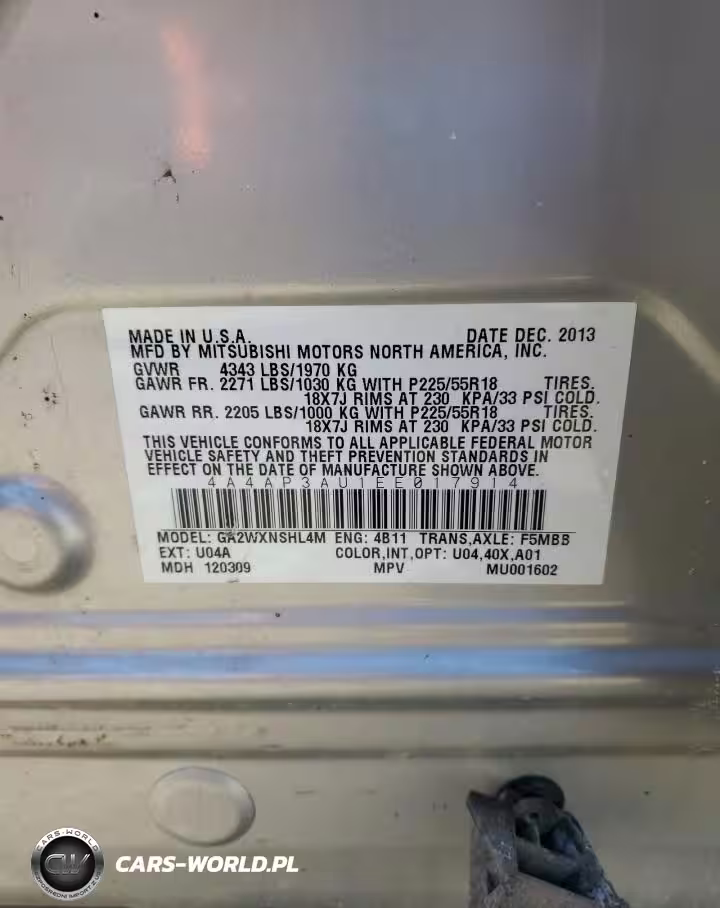 MADE IN U.S.A. DATE DEC. 2013
MFD BY MITSUBISHI MOTORS NORTH AMERICA, INC.
GVWR 4343 LBS/1970 KG
GAWR FR. 2271 LBS/1030 KG WITH P225/55R18 TIRES.
18X7J RIMS AT 230 KPA/33 PSI COLD.
GAWR RR. 2205 LBS/1000 KG WITH P225/55R18 TIRES.
18X7J RIMS AT 230 KPA/33 PSI COLD.
THIS VEHICLE CONFORMS TO ALL APPLICABLE FEDERAL MOTOR
VEHICLE SAFETY AND THEFT PREVENTION STANDARDS IN
EFFECT ON THE DATE OF MANUFACTURE SHOWN ABOVE.
4A4AP3AU1EE017914
MODEL: GA2WXNSHL4M ENG: 4B11 TRANS,AXLE: F5MBB
EXT: U04A COLOR,INT,OPT: U04,40X,A01
MDH 120309 MPV MU001602
CARS-WORLD
CW
CARS-WORLD.PL